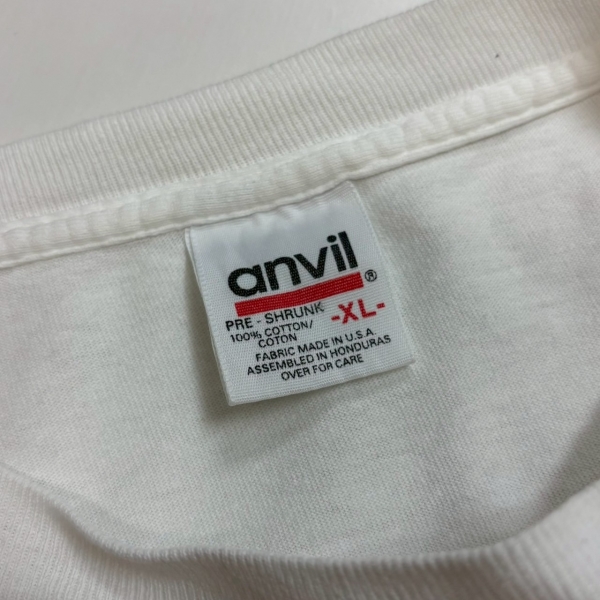 anvil®
PRE - SHRUNK -XL-
100% COTTON/
COTON
FABRIC MADE IN U.S.A.
ASSEMBLED IN HONDURAS
OVER FOR CARE